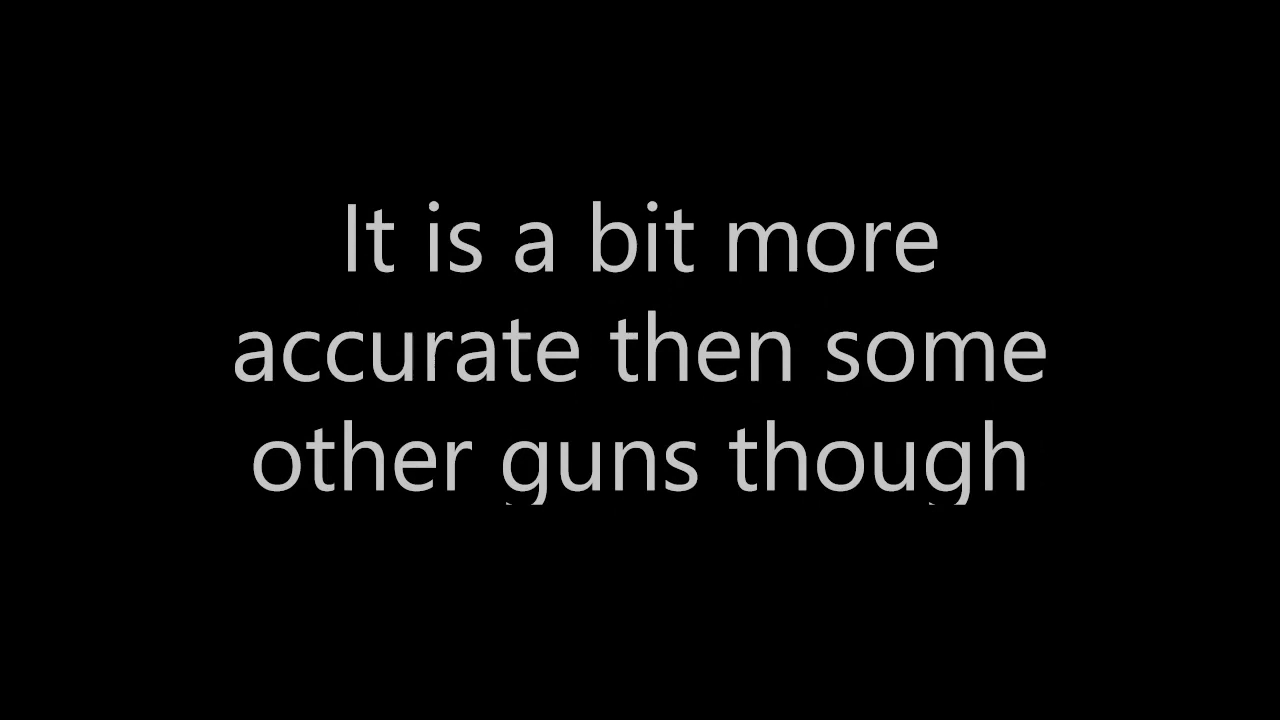 It is a bit more
accurate then some
other guns though